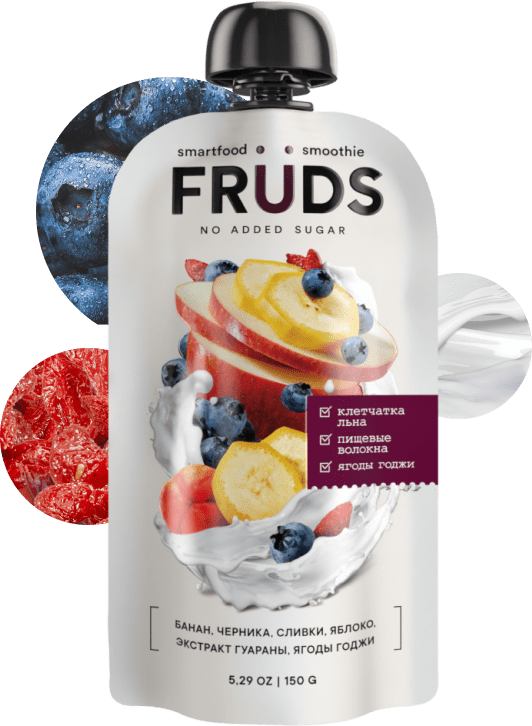 smartfood smoothie
FRÜDS
NO ADDED SUGAR
клетчатка
льна
пищевые
волокна
ягоды годжи
БАНАН, ЧЕРНИКА, СЛИВКИ, ЯБЛОКО,
ЭКСТРАКТ ГУАРАНЫ, ЯГОДЫ ГОДЖИ
5,29 OZ | 150 G